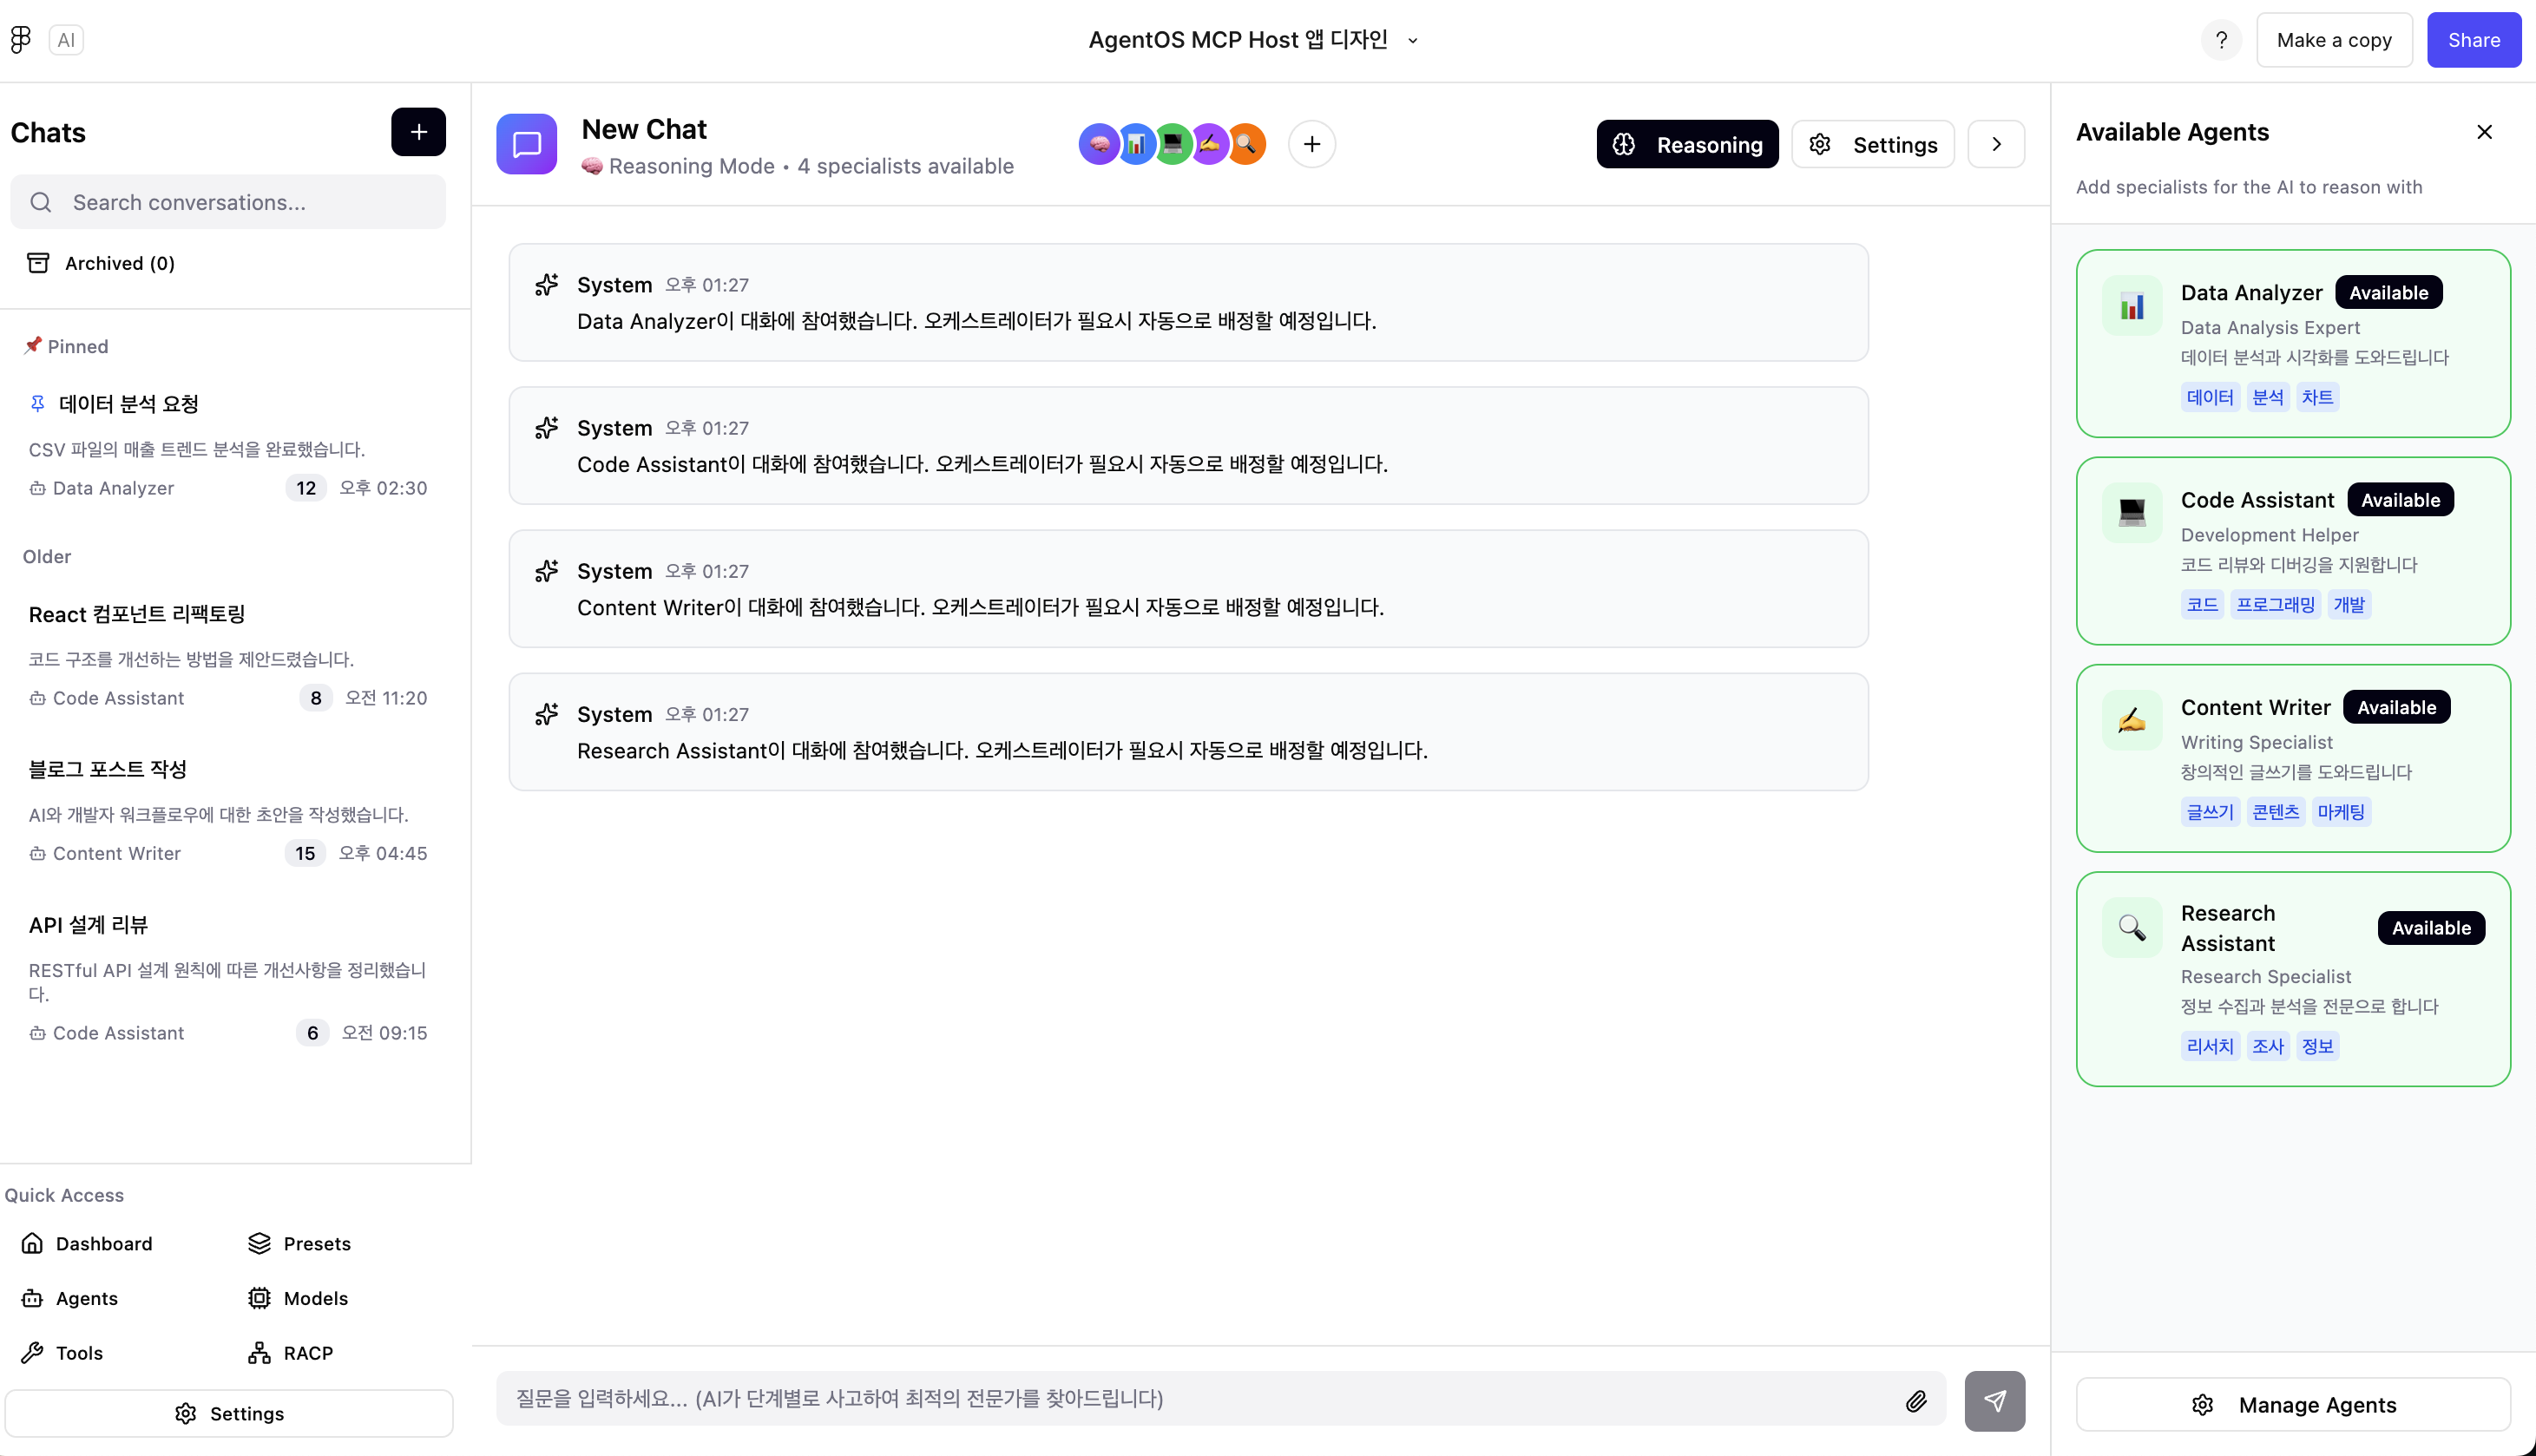 AI
AgentOS MCP Host 앱 디자인
?
Make a copy
Share
Chats
Search conversations...
Archived (0)
Pinned
데이터 분석 요청
CSV 파일의 매출 트렌드 분석을 완료했습니다.
Data Analyzer
12
오후 02:30
Older
React 컴포넌트 리팩토링
코드 구조를 개선하는 방법을 제안드렸습니다.
Code Assistant
8
오전 11:20
블로그 포스트 작성
AI와 개발자 워크플로우에 대한 초안을 작성했습니다.
Content Writer
15
오후 04:45
API 설계 리뷰
RESTful API 설계 원칙에 따른 개선사항을 정리했습니
다.
Code Assistant
6
오전 09:15
Quick Access
Dashboard
Presets
Agents
Models
Tools
RACP
Settings
New Chat
Reasoning Mode • 4 specialists available
Reasoning
Settings
System 오후 01:27
Data Analyzer이 대화에 참여했습니다. 오케스트레이터가 필요시 자동으로 배정할 예정입니다.
System 오후 01:27
Code Assistant이 대화에 참여했습니다. 오케스트레이터가 필요시 자동으로 배정할 예정입니다.
System 오후 01:27
Content Writer이 대화에 참여했습니다. 오케스트레이터가 필요시 자동으로 배정할 예정입니다.
System 오후 01:27
Research Assistant이 대화에 참여했습니다. 오케스트레이터가 필요시 자동으로 배정할 예정입니다.
질문을 입력하세요... (AI가 단계별로 사고하여 최적의 전문가를 찾아드립니다)
Available Agents
Add specialists for the AI to reason with
Data Analyzer
Available
Data Analysis Expert
데이터 분석과 시각화를 도와드립니다
데이터 분석 차트
Code Assistant
Available
Development Helper
코드 리뷰와 디버깅을 지원합니다
코드 프로그래밍 개발
Content Writer
Available
Writing Specialist
창의적인 글쓰기를 도와드립니다
글쓰기 콘텐츠 마케팅
Research
Assistant
Available
Research Specialist
정보 수집과 분석을 전문으로 합니다
리서치 조사 정보
Manage Agents